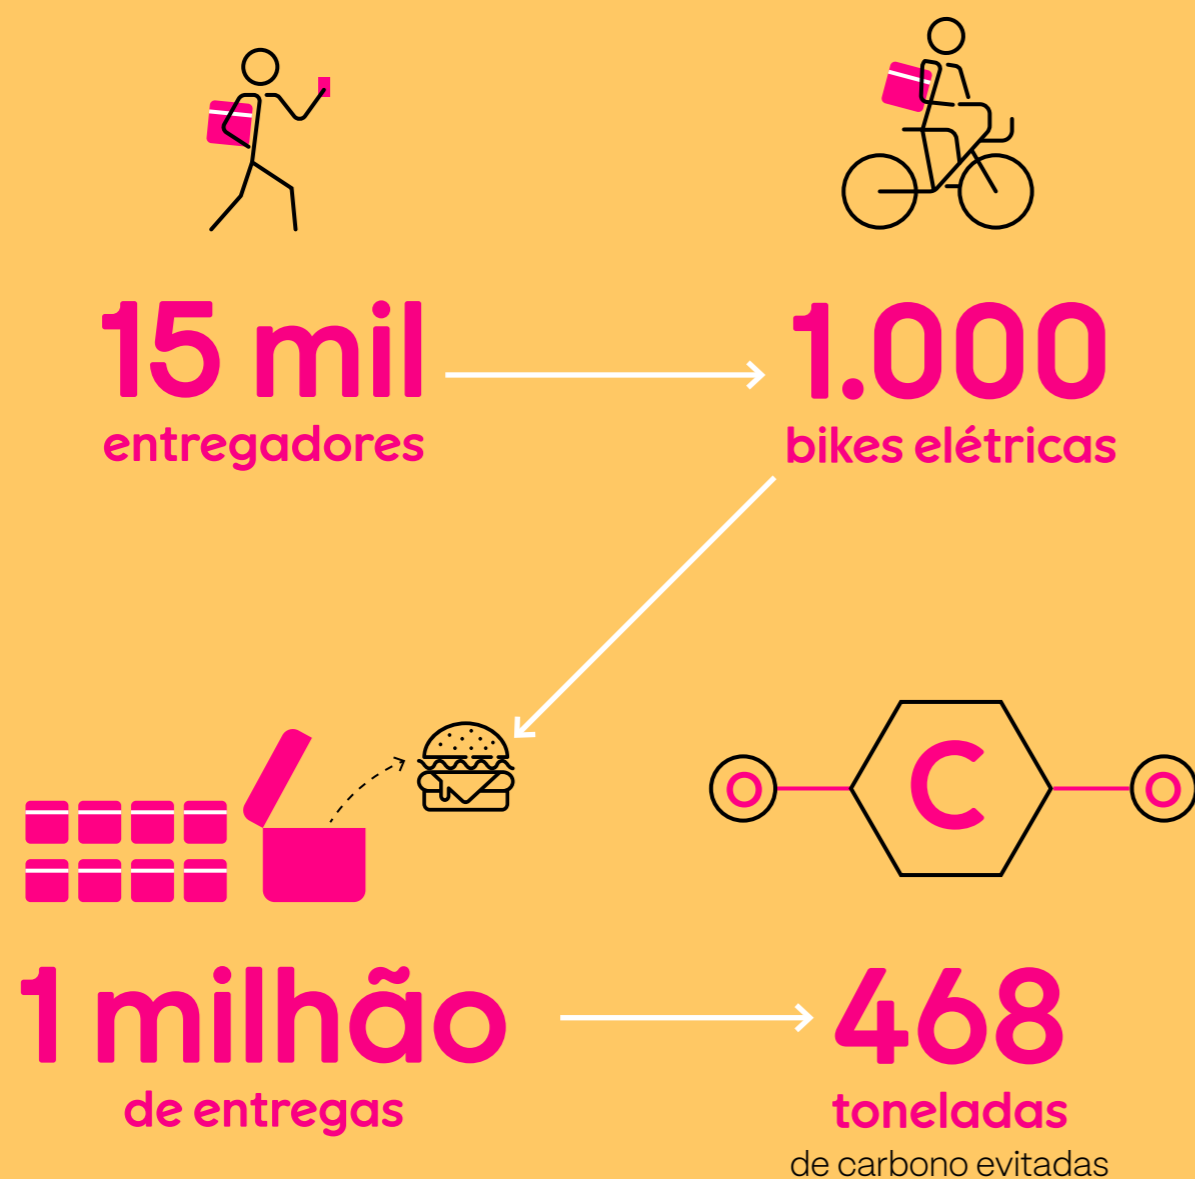 15 mil
entregadores
1.000
bikes elétricas
O C O
1 milhão
de entregas
468
toneladas
de carbono evitadas